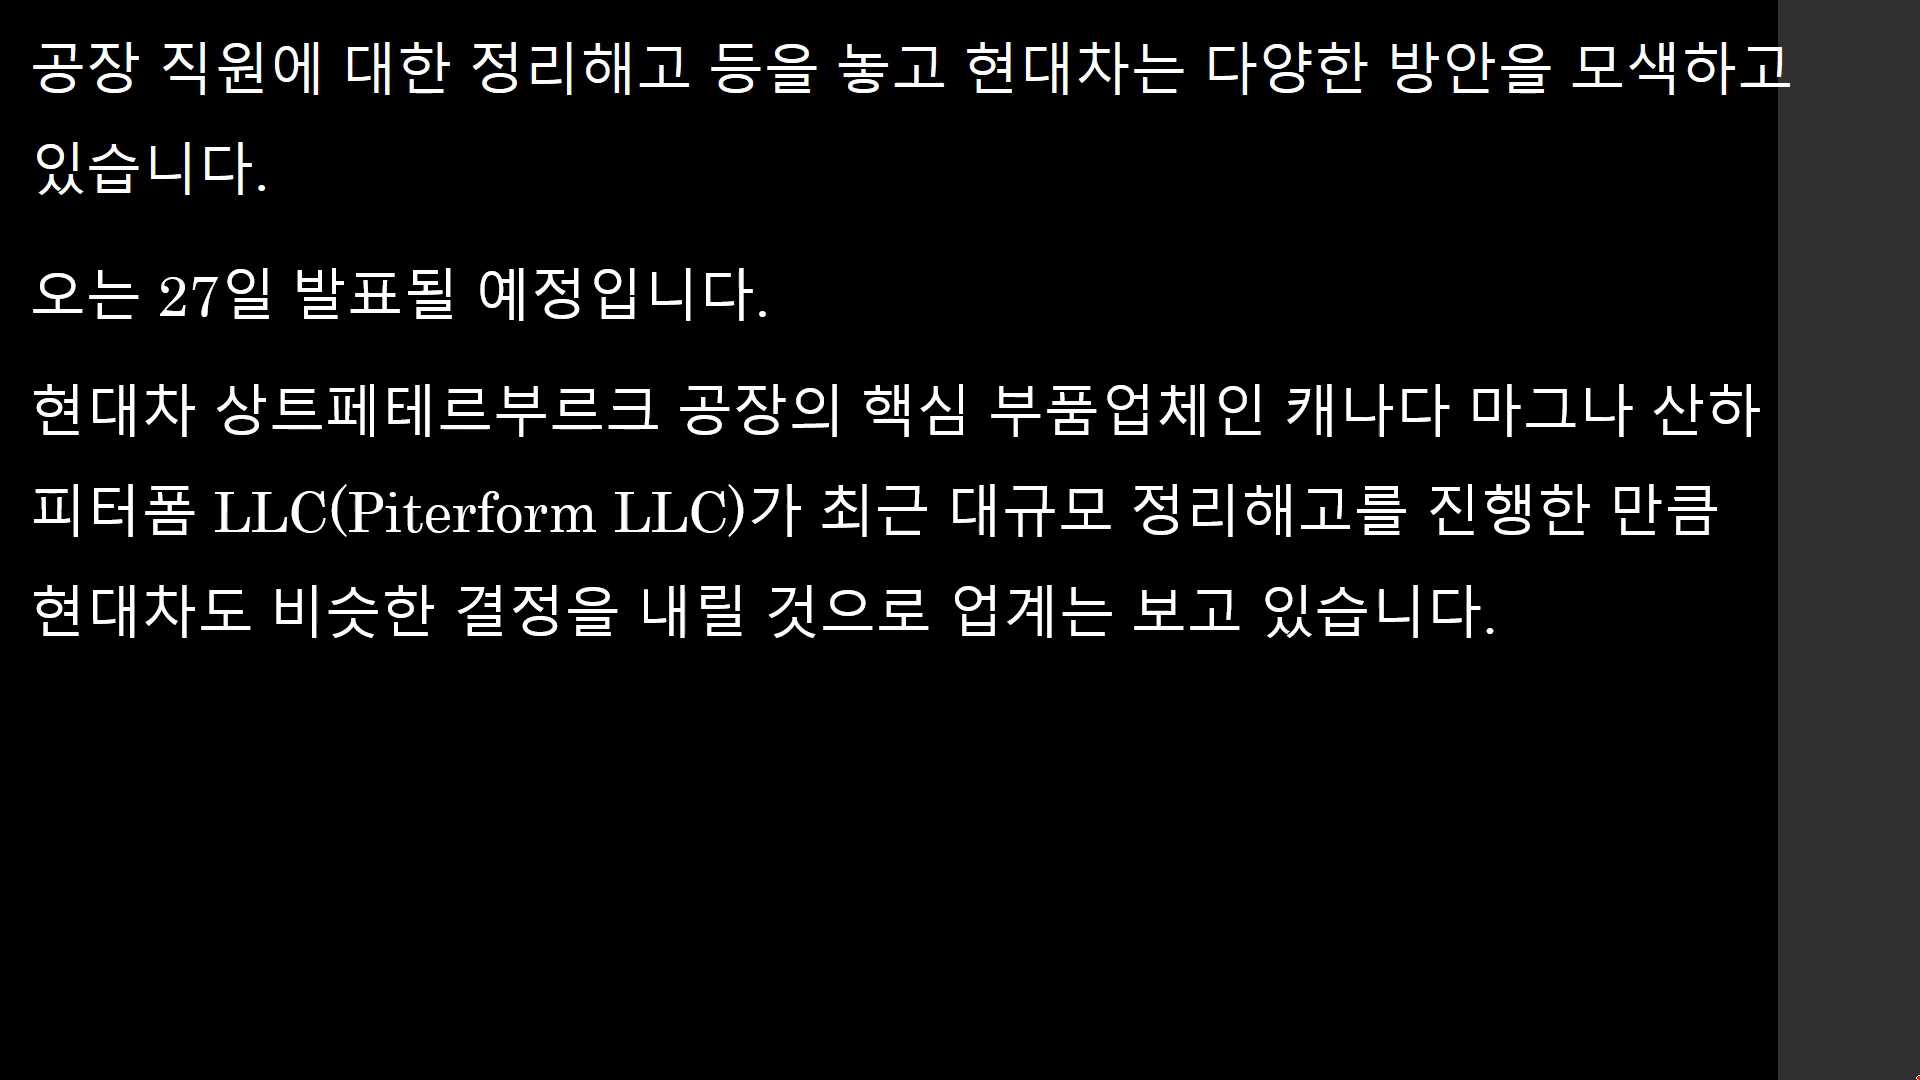 공장 직원에 대한 정리해고 등을 놓고 현대차는 다양한 방안을 모색하고
있습니다.
오는 27일 발표될 예정입니다.
현대차 상트페테르부르크 공장의 핵심 부품업체인 캐나다 마그나 산하
피터폼 LLC(Piterform LLC)가 최근 대규모 정리해고를 진행한 만큼
현대차도 비슷한 결정을 내릴 것으로 업계는 보고 있습니다.